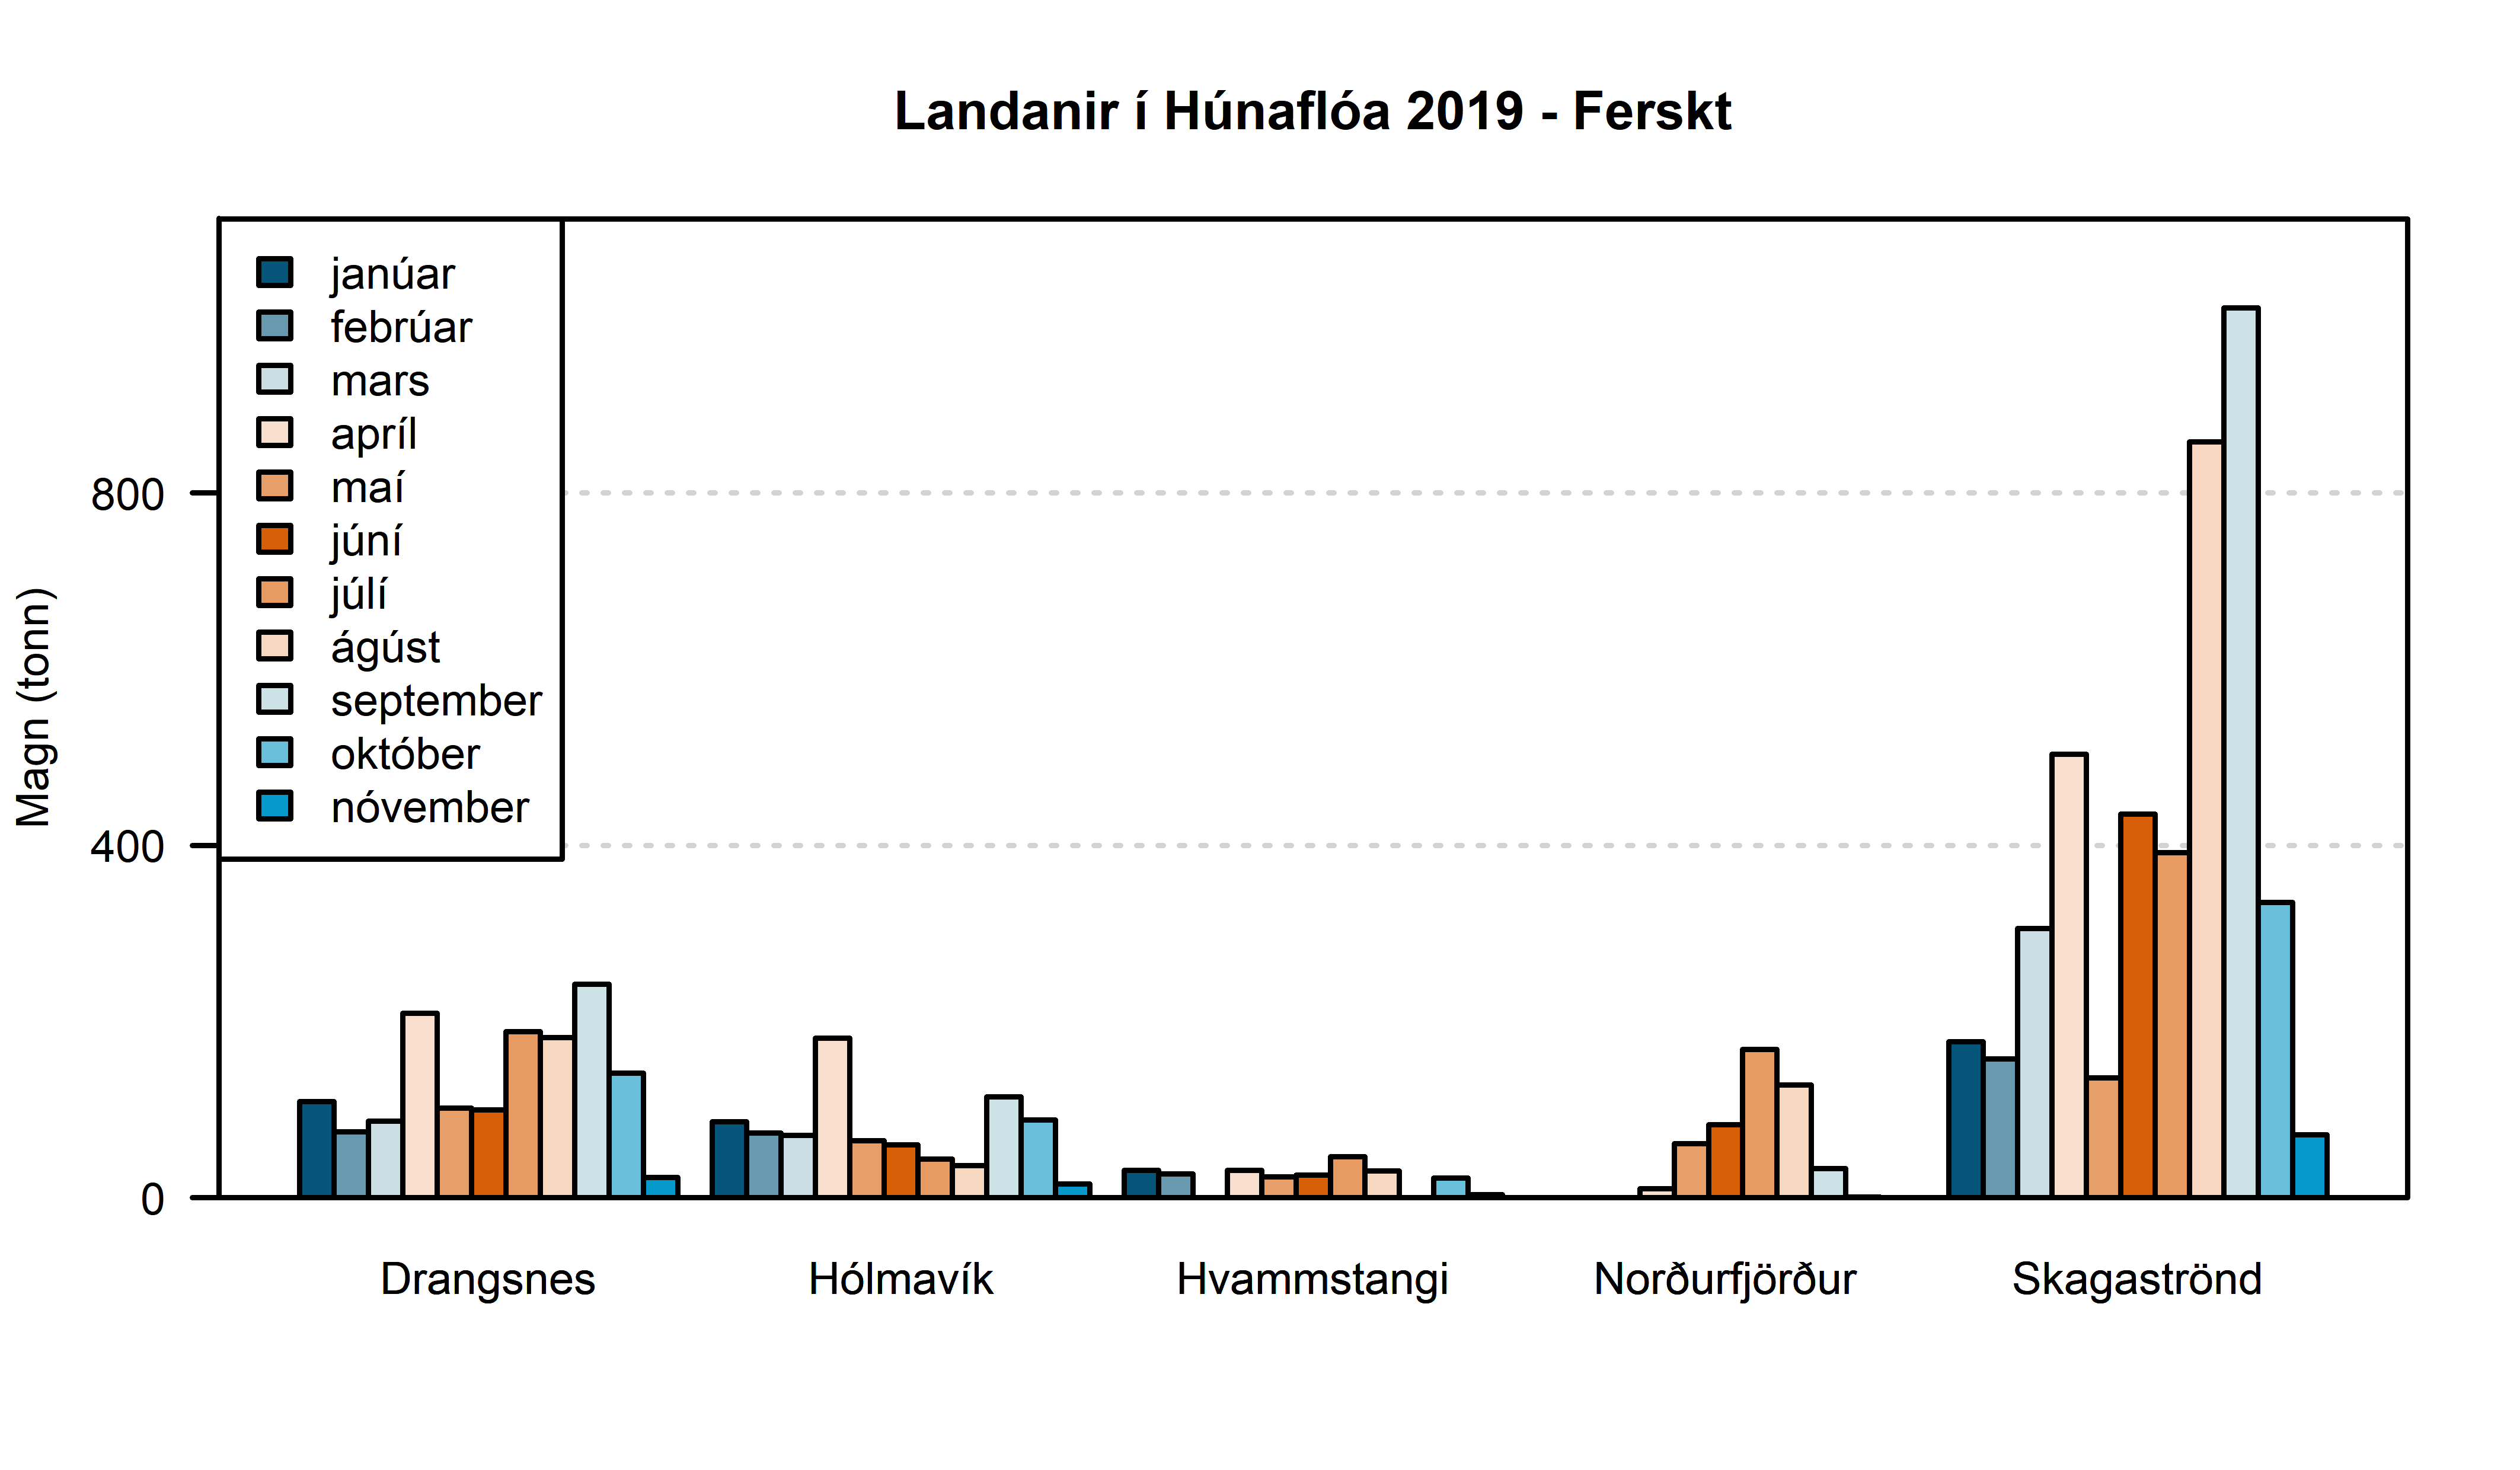 Landanir í Húnaflóa 2019 - Ferskt
janúar
febrúar
mars
apríl
maí
júní
júlí
ágúst
september
október
nóvember
Magn (tonn)
800
400
0
Drangsnes
Hólmavík
Hvammstangi
Norðurfjörður
Skagaströnd